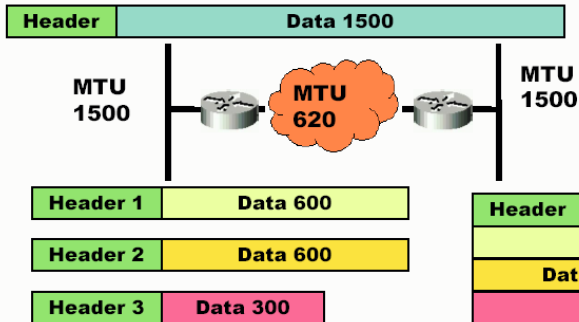 Header Data 1500
MTU
1500
MTU
620
MTU
1500
Header 1 Data 600
Header 2 Data 600
Header 3 Data 300
Header